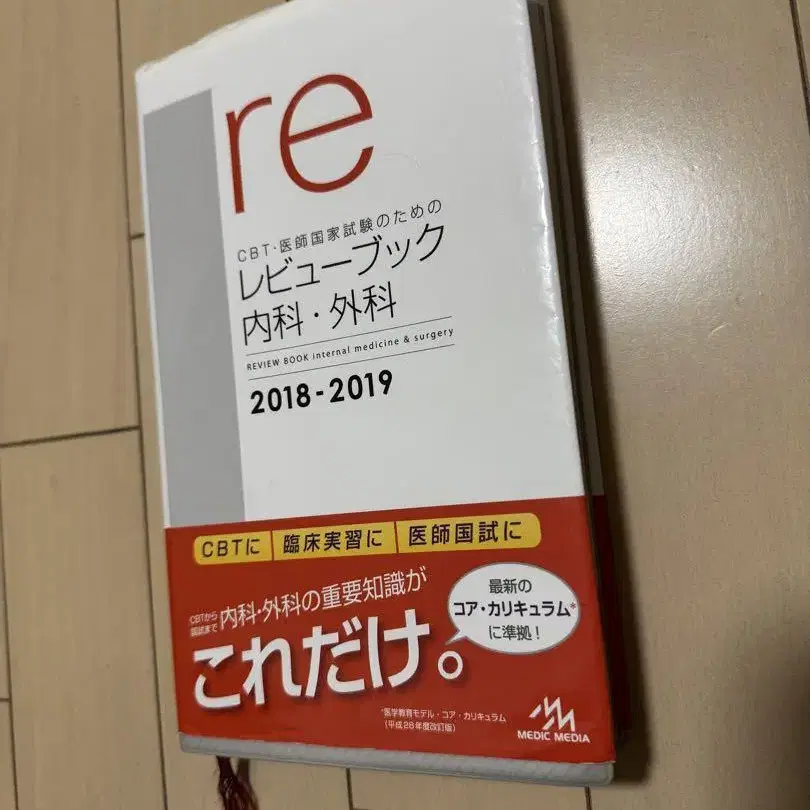 re
CBT・医師国家試験のための
レビューブック
内科・外科
REVIEW BOOK internal medicine & surgery
2018-2019
CBTに 臨床実習に 医師国試に
CBTから
国試まで
内科・外科の重要知識が
これだけ。
最新の
コア・カリキュラム*
に準拠!
*医学教育モデル・コア・カリキュラム
(平成28年度改訂版)
MEDIC MEDIA